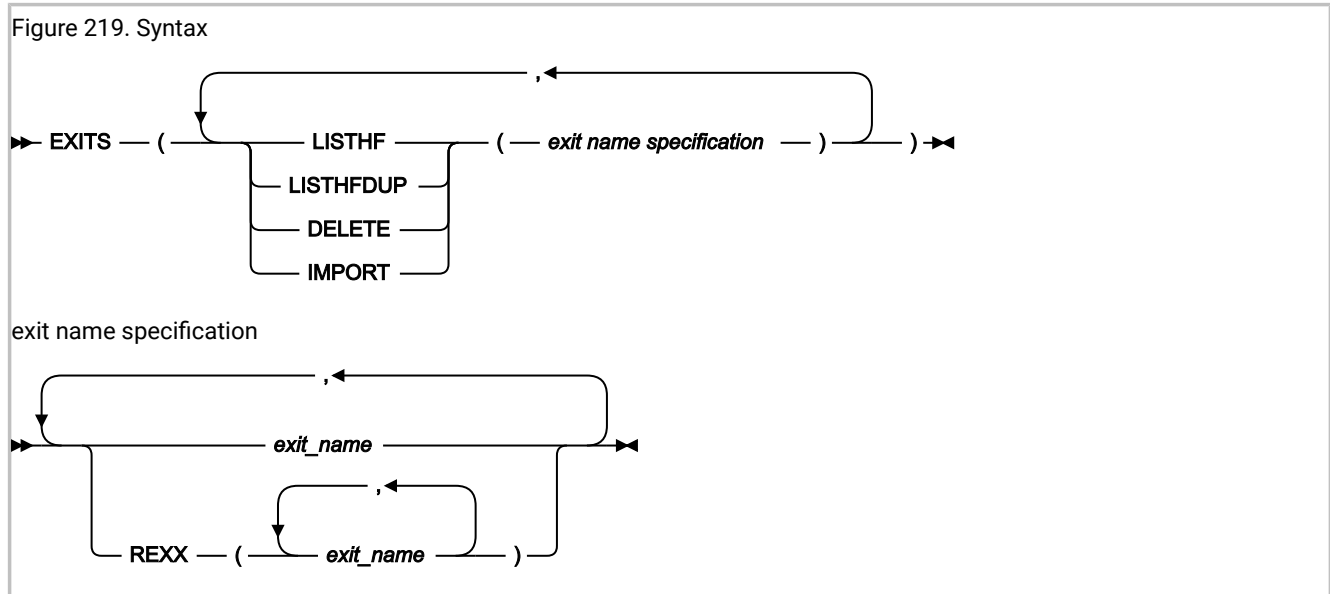 Figure 219. Syntax
,
EXITS ( LISTHF ( exit name specification ) )
LISTHFDUP
DELETE
IMPORT
exit name specification
,
exit_name
,
REXX ( exit_name )